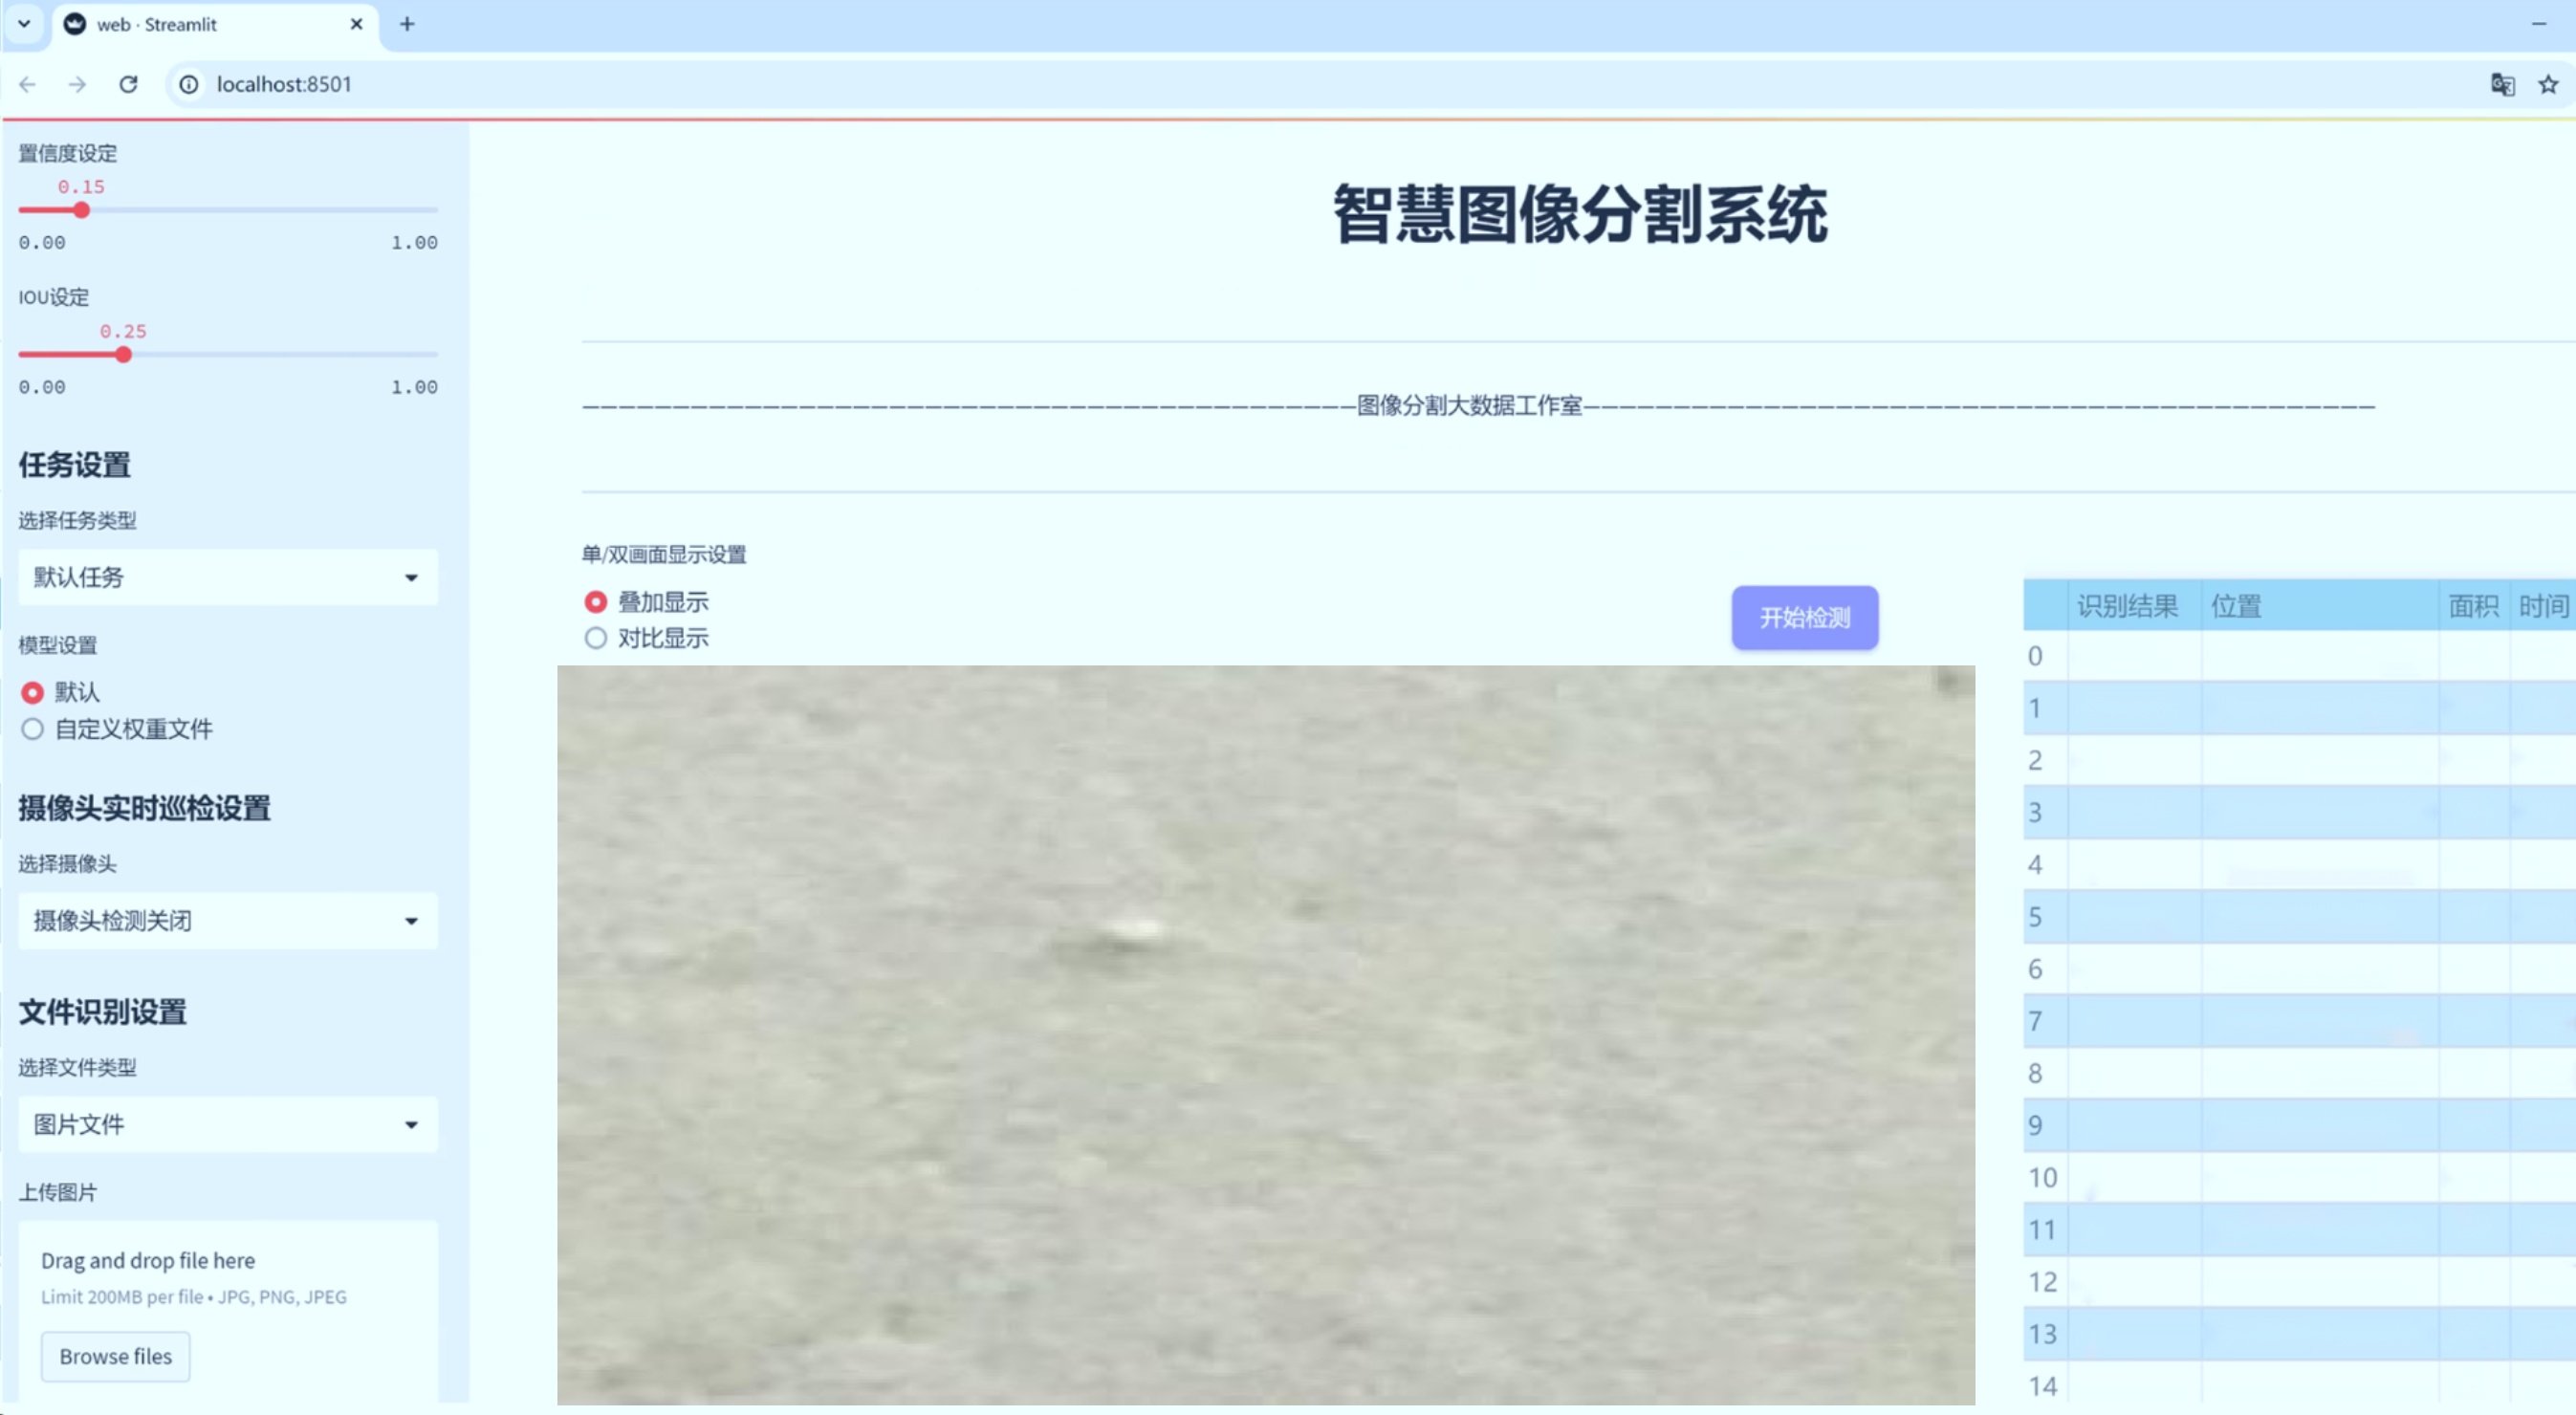 web · Streamlit
localhost:8501
置信度设定
0.15
0.00 1.00
IOU设定
0.25
0.00 1.00
任务设置
选择任务类型
默认任务
模型设置
默认
自定义权重文件
摄像头实时巡检设置
选择摄像头
摄像头检测关闭
文件识别设置
选择文件类型
图片文件
上传图片
Drag and drop file here
Limit 200MB per file • JPG, PNG, JPEG
Browse files
智慧图像分割系统
———————————————————————————————————————————图像分割大数据工作室————————————————————————————————————————————
单/双画面显示设置
叠加显示
对比显示
开始检测
识别结果 位置 面积 时间
0
1
2
3
4
5
6
7
8
9
10
11
12
13
14